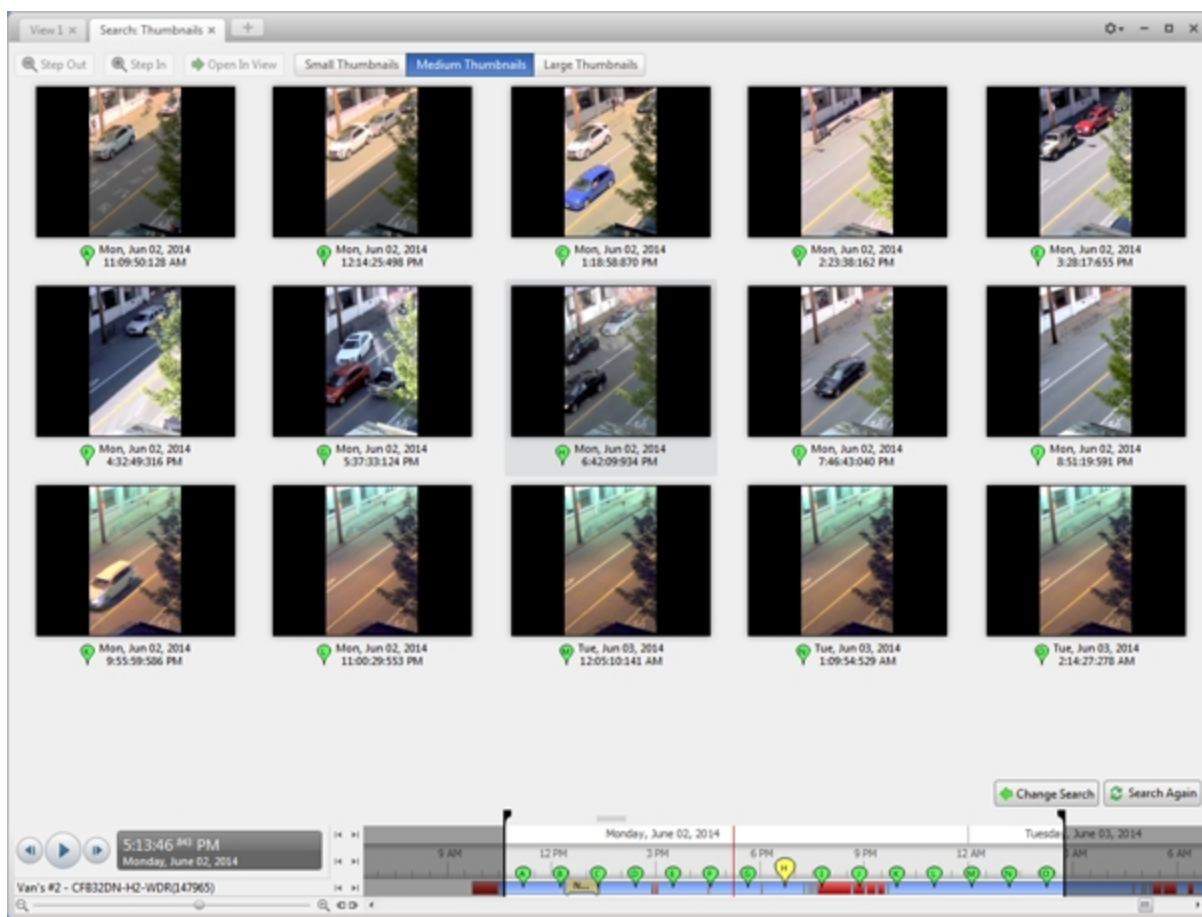 View 1 ×
Search: Thumbnails ×
Step Out
Step In
Open In View
Small Thumbnails
Medium Thumbnails
Large Thumbnails
A Mon, Jun 02, 2014
11:09:50:128 AM
B Mon, Jun 02, 2014
12:14:25:498 PM
C Mon, Jun 02, 2014
1:18:58:870 PM
D Mon, Jun 02, 2014
2:23:38:162 PM
E Mon, Jun 02, 2014
3:28:17:655 PM
F Mon, Jun 02, 2014
4:32:49:316 PM
G Mon, Jun 02, 2014
5:37:33:124 PM
H Mon, Jun 02, 2014
6:42:09:934 PM
I Mon, Jun 02, 2014
7:46:43:040 PM
J Mon, Jun 02, 2014
8:51:19:591 PM
K Mon, Jun 02, 2014
9:55:59:586 PM
L Mon, Jun 02, 2014
11:00:29:553 PM
M Tue, Jun 03, 2014
12:05:10:141 AM
N Tue, Jun 03, 2014
1:09:54:529 AM
O Tue, Jun 03, 2014
2:14:27:278 AM
Change Search
Search Again
5:13:46 PM
Monday, June 02, 2014
Monday, June 02, 2014
Tuesday, June 03, 2014
9 AM 12 PM 3 PM 6 PM 9 PM 12 AM AM 6 AM
A B C D E F G H I J K L M N O
N...
Van's #2 - CFB32DN-H2-WDR(147965)